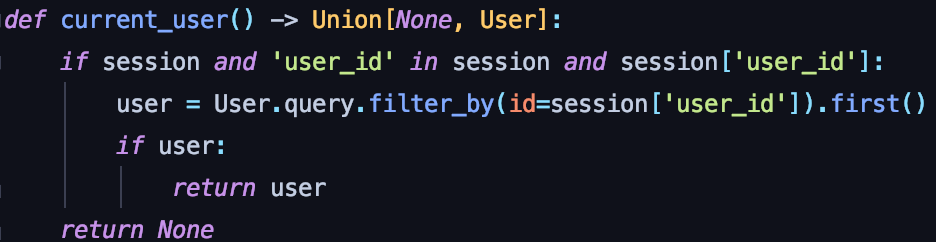 def current_user() -> Union[None, User]:
    if session and 'user_id' in session and session['user_id']:
        user = User.query.filter_by(id=session['user_id']).first()
        if user:
            return user
    return None